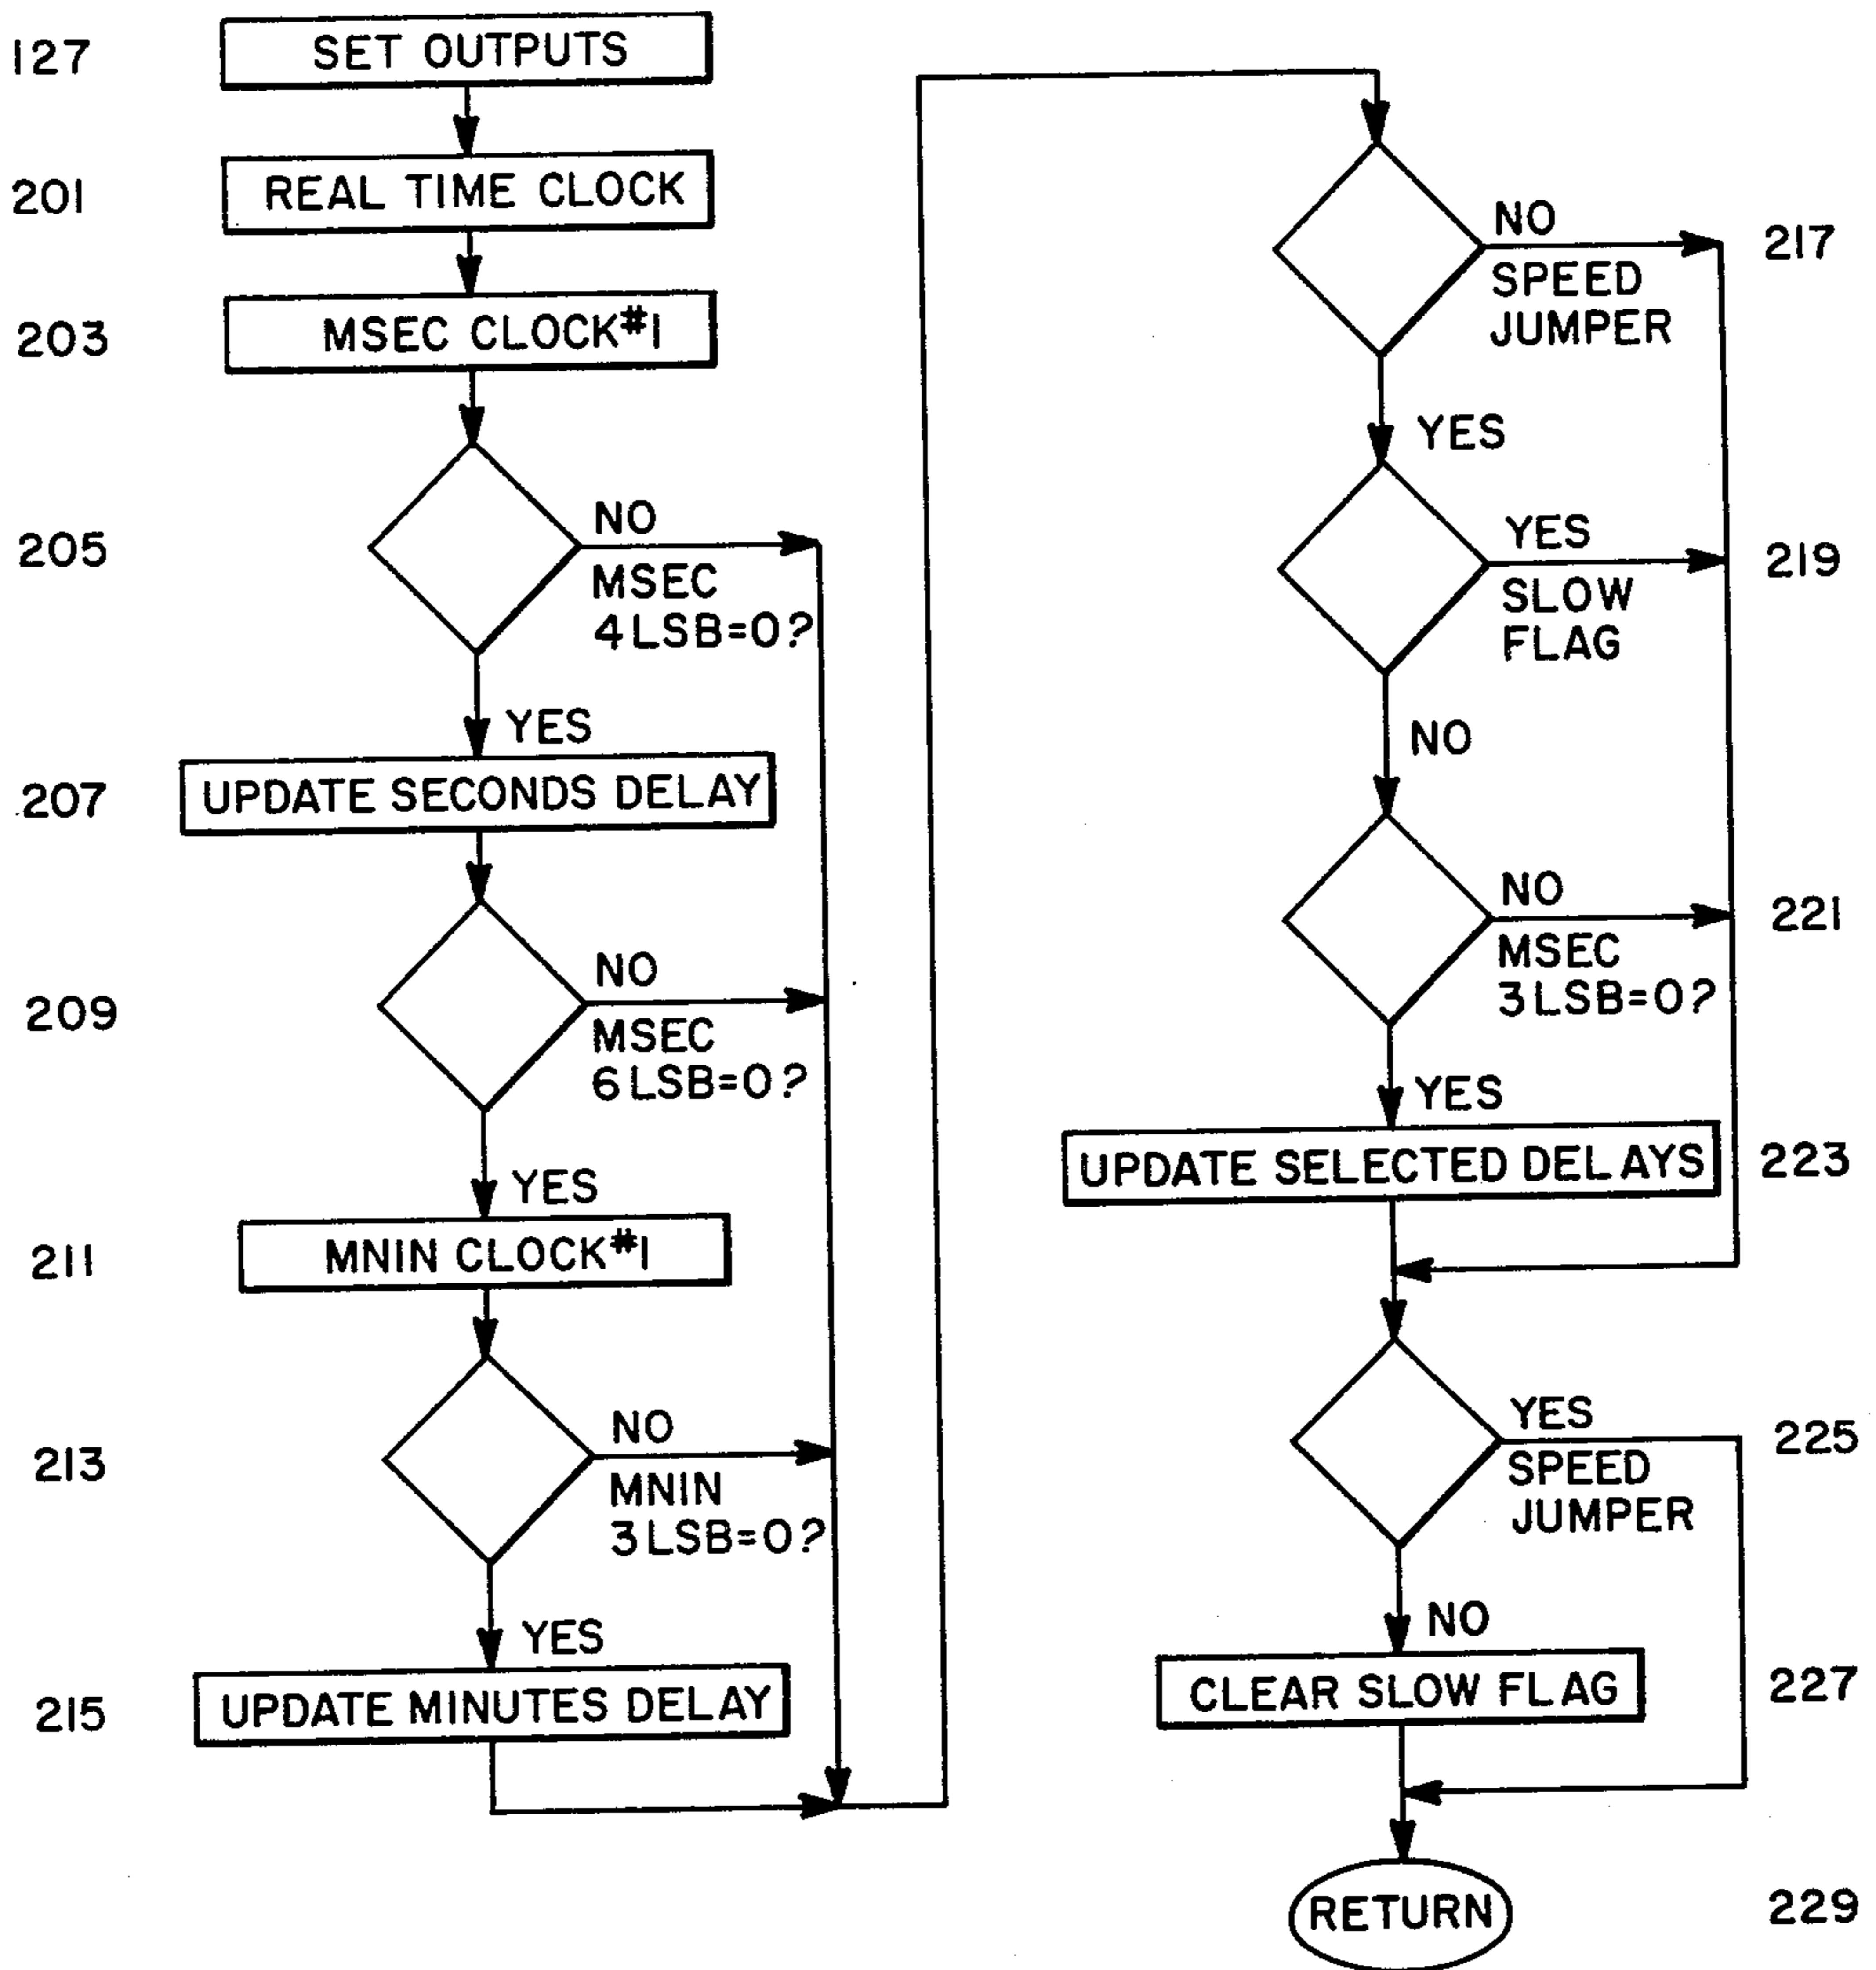 127
SET OUTPUTS
201
REAL TIME CLOCK
203
MSEC CLOCK#1
205
NO
MSEC
4LSB=0?
YES
207
UPDATE SECONDS DELAY
209
NO
MSEC
6LSB=0?
YES
211
MNIN CLOCK#1
213
NO
MNIN
3LSB=0?
YES
215
UPDATE MINUTES DELAY
NO
217
SPEED
JUMPER
YES
YES
219
SLOW
FLAG
NO
NO
221
MSEC
3LSB=0?
YES
UPDATE SELECTED DELAYS
223
YES
225
SPEED
JUMPER
NO
CLEAR SLOW FLAG
227
RETURN
229